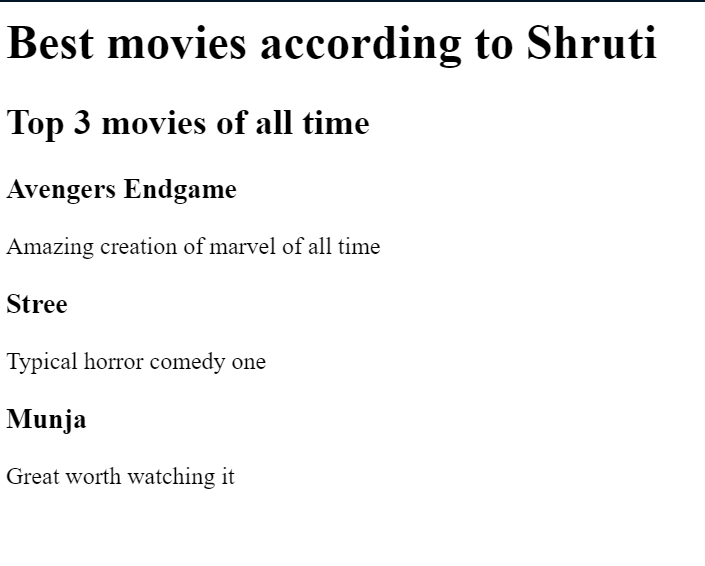 Best movies according to Shruti
Top 3 movies of all time
Avengers Endgame
Amazing creation of marvel of all time
Stree
Typical horror comedy one
Munja
Great worth watching it